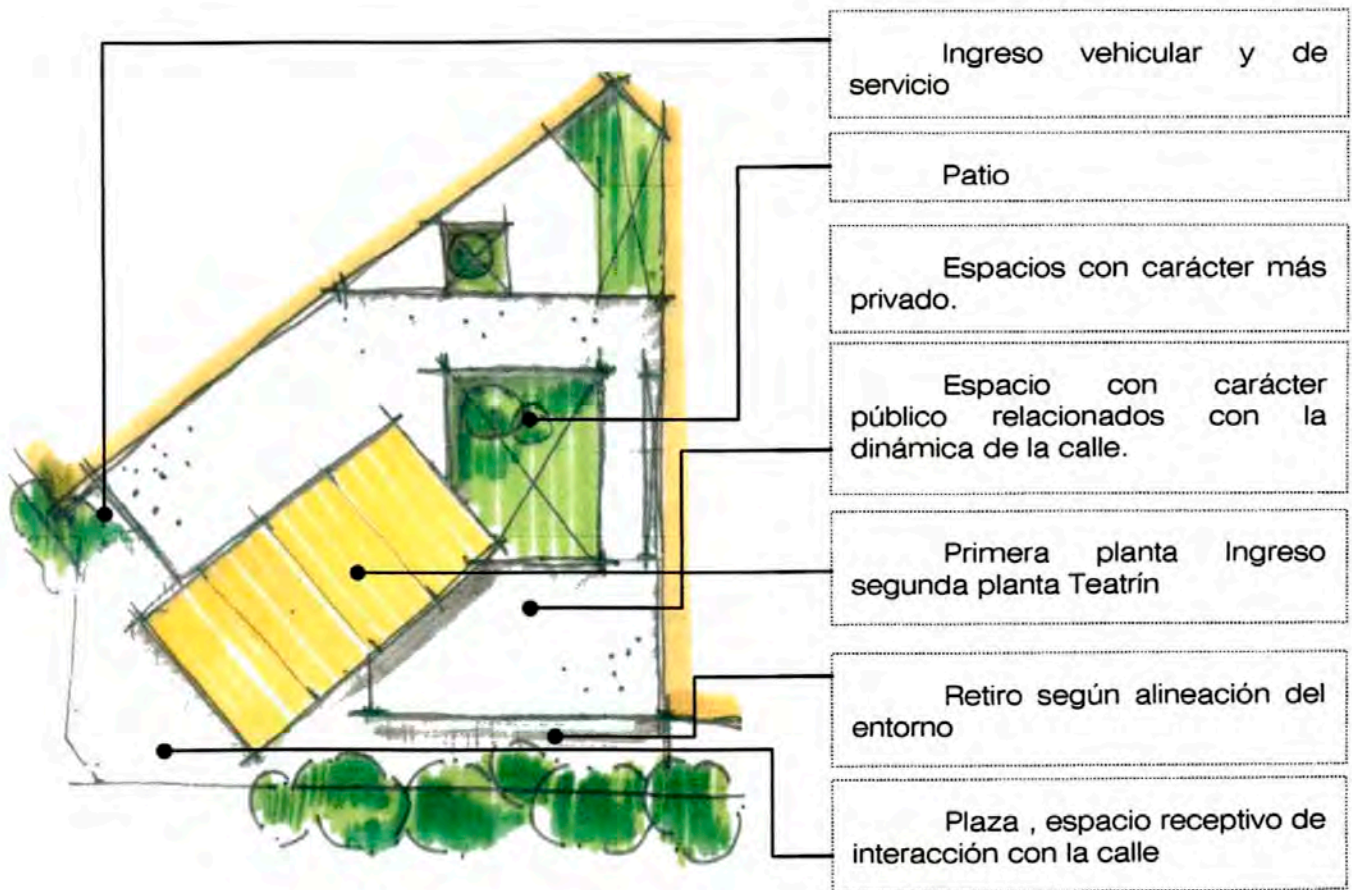 Ingreso vehicular y de
servicio
Patio
Espacios con carácter más
privado.
Espacio con carácter
público relacionados con la
dinámica de la calle.
Primera planta Ingreso
segunda planta Teatrín
Retiro según alineación del
entorno
Plaza , espacio receptivo de
interacción con la calle